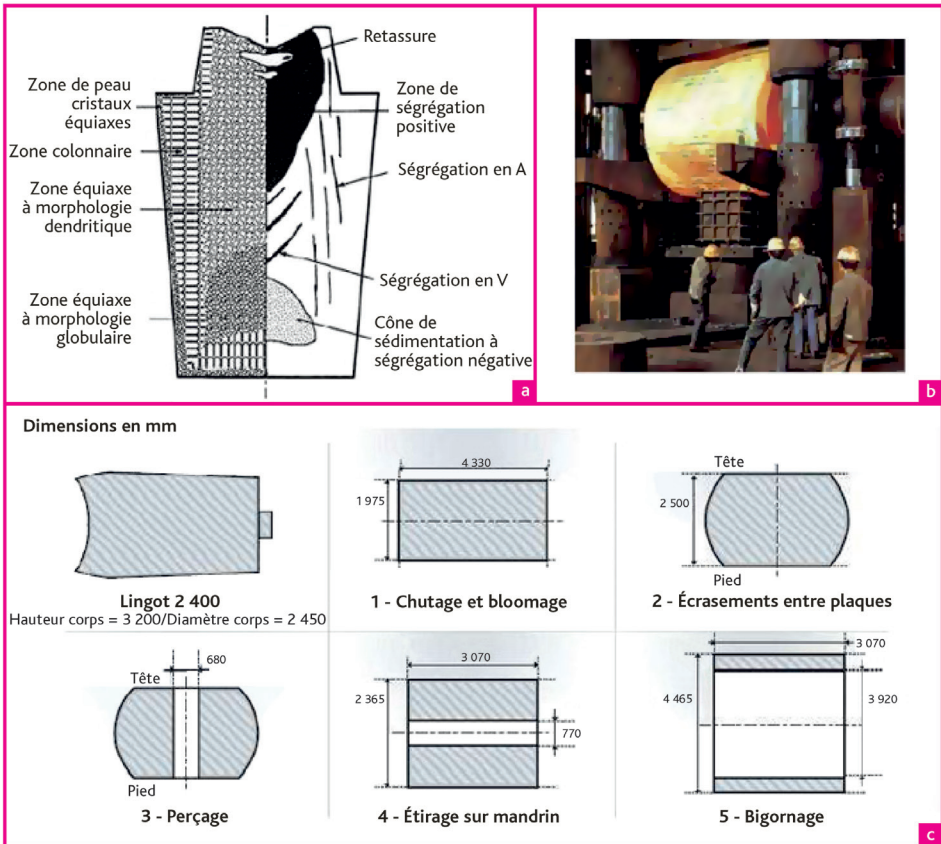 Retassure
Zone de peau
cristaux
équiaxes
Zone de
ségrégation
positive
Zone colonnaire
Ségrégation en A
Zone équiaxe
à morphologie
dendritique
Ségrégation en V
Zone équiaxe
à morphologie
globulaire
Cône de
sédimentation à
ségrégation négative
a
b
Dimensions en mm
Lingot 2 400
Hauteur corps = 3 200/Diamètre corps = 2 450
4 330
1 975
1 - Chutage et bloomage
Tête
2 500
Pied
2 - Écrasements entre plaques
680
Tête
Pied
3 - Perçage
3 070
2 365
770
4 - Étirage sur mandrin
3 070
4 465
3 920
5 - Bigornage
c